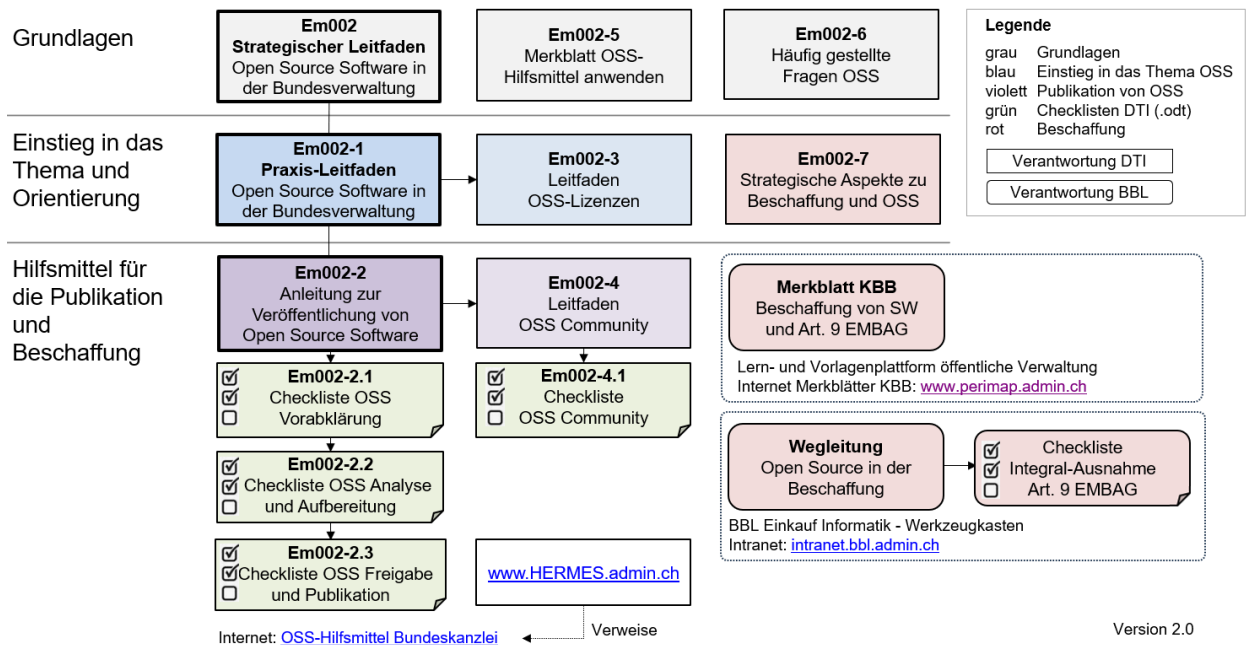 Grundlagen
Em002
Strategischer Leitfaden
Open Source Software in
der Bundesverwaltung
Em002-5
Merkblatt OSS-
Hilfsmittel anwenden
Em002-6
Häufig gestellte
Fragen OSS
Legende
grau Grundlagen
blau Einstieg in das Thema OSS
violett Publikation von OSS
grün Checklisten DTI (.odt)
rot Beschaffung
Verantwortung DTI
Verantwortung BBL
Einstieg in das
Thema und
Orientierung
Em002-1
Praxis-Leitfaden
Open Source Software in
der Bundesverwaltung
Em002-3
Leitfaden
OSS-Lizenzen
Em002-7
Strategische Aspekte zu
Beschaffung und OSS
Hilfsmittel für
die Publikation
und
Beschaffung
Em002-2
Anleitung zur
Veröffentlichung von
Open Source Software
Em002-4
Leitfaden
OSS Community
Merkblatt KBB
Beschaffung von SW
und Art. 9 EMBAG
Lern- und Vorlagenplattform öffentliche Verwaltung
Internet Merkblätter KBB: www.perimap.admin.ch
Em002-2.1
Checkliste OSS
Vorabklärung
Em002-4.1
Checkliste
OSS Community
Em002-2.2
Checkliste OSS Analyse
und Aufbereitung
Wegleitung
Open Source in der
Beschaffung
Checkliste
Integral-Ausnahme
Art. 9 EMBAG
BBL Einkauf Informatik - Werkzeugkasten
Intranet: intranet.bbl.admin.ch
Em002-2.3
Checkliste OSS Freigabe
und Publikation
www.HERMES.admin.ch
Verweise
Internet: OSS-Hilfsmittel Bundeskanzlei
Version 2.0